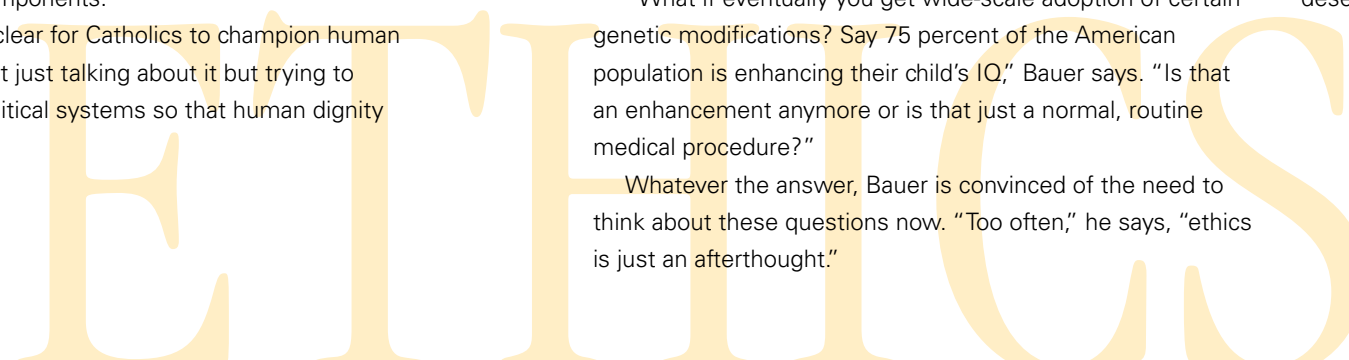 clear for Catholics to champion human
just talking about it but trying to
systems so that human dignity
genetic modifications? Say 75 percent of the American
population is enhancing their child’s IQ,” Bauer says. “Is that
an enhancement anymore or is that just a normal, routine
medical procedure?”
Whatever the answer, Bauer is convinced of the need to
think about these questions now. “Too often,” he says, “ethics
is just an afterthought.”
ETHICS